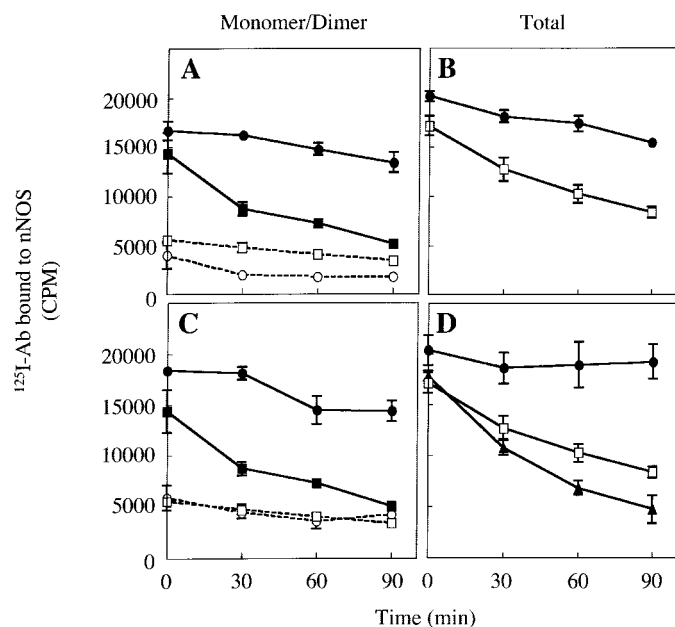 Monomer/Dimer
Total
A
B
20000
15000
10000
5000
0
C
D
20000
15000
10000
5000
0
0 30 60 90
0 30 60 90
Time (min)
¹²⁵I-Ab bound to nNOS
(CPM)